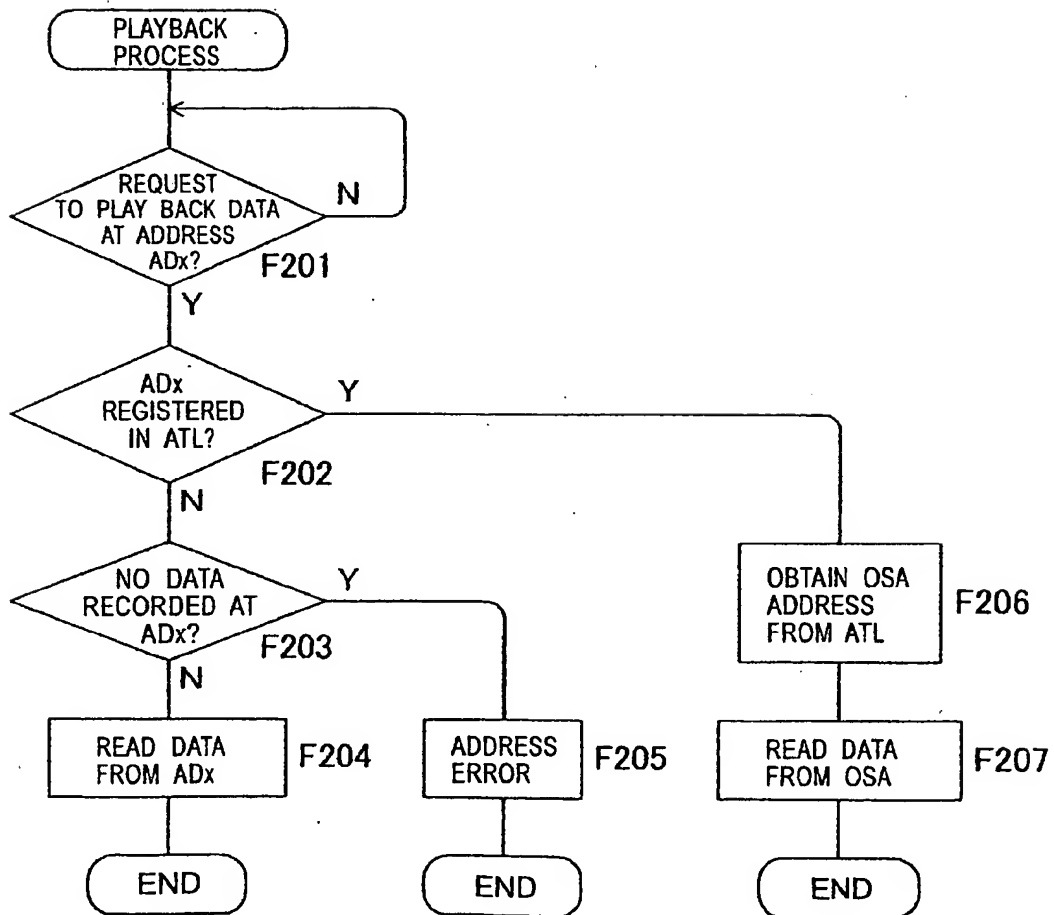 PLAYBACK
PROCESS
REQUEST
TO PLAY BACK DATA
AT ADDRESS
ADx?
N
F201
Y
ADx
REGISTERED
IN ATL?
Y
F202
N
NO DATA
RECORDED AT
ADx?
Y
F203
N
READ DATA
FROM ADx
F204
ADDRESS
ERROR
F205
OBTAIN OSA
ADDRESS
FROM ATL
F206
READ DATA
FROM OSA
F207
END
END
END